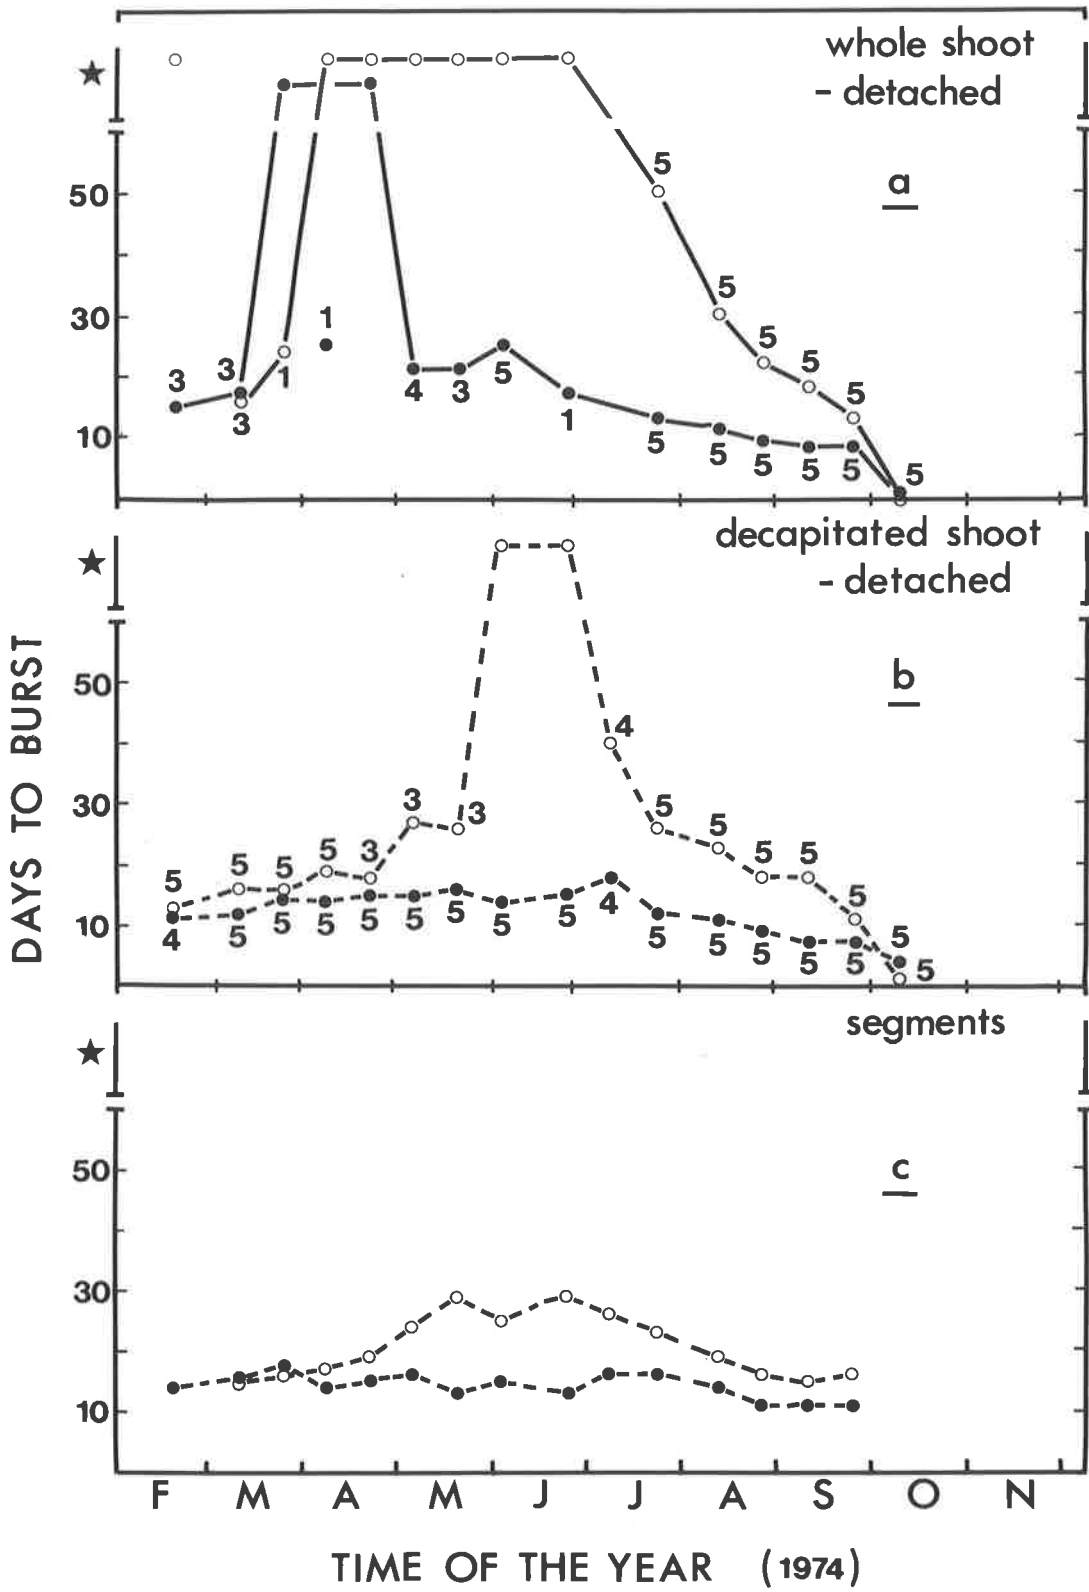 whole shoot
- detached
★
a
50
30
10
3 3 3 1 1 4 3 5 1 5 5 5 5 5 5
5 5 5 5 5
decapitated shoot
- detached
★
b
50
30
10
5 5 5 5 3 3 3 4 5 5 5 5 5 5
4 5 5 5 5 5 5 5 5 4 5 5 5 5 5 5
segments
★
c
50
30
10
DAYS TO BURST
F M A M J J A S O N
TIME OF THE YEAR (1974)